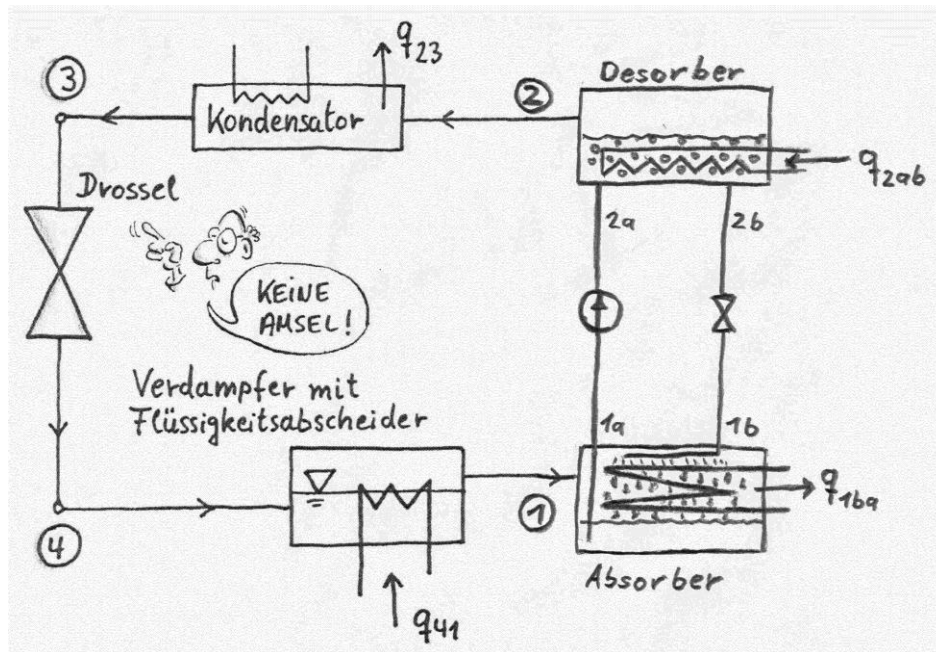 q23
Desorber
3
2
Kondensator
q2ab
Drossel
2a
2b
KEINE
AMSEL!
Verdampfer mit
Flüssigkeitsabscheider
1a
1b
1
q1ba
4
Absorber
q41